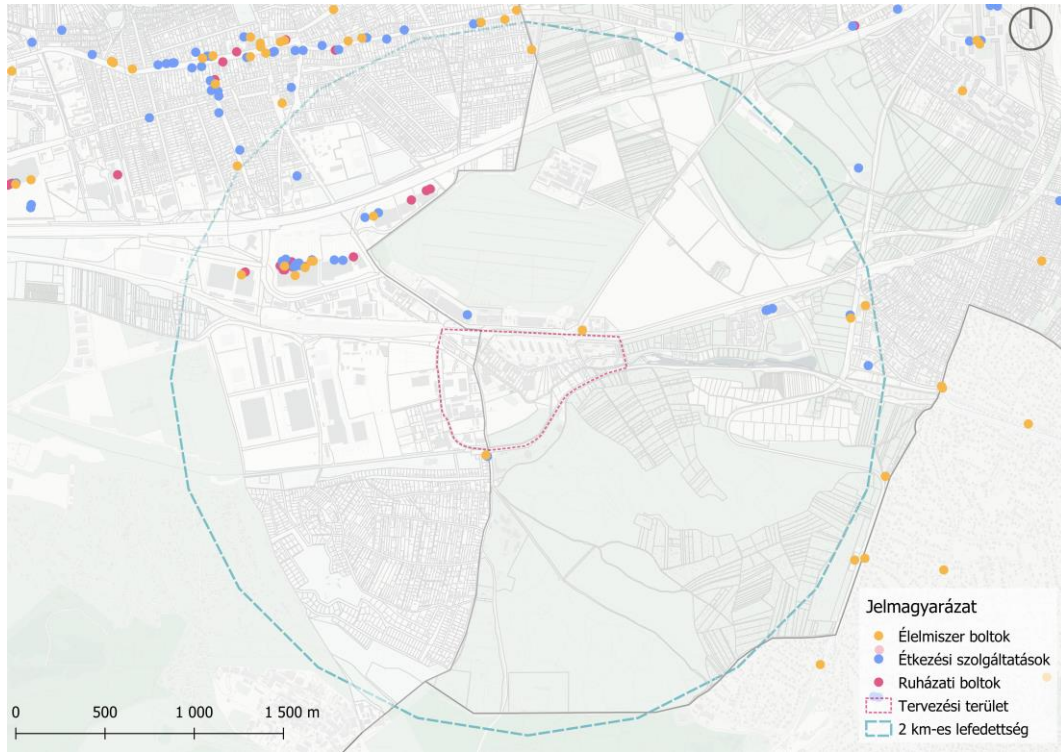 Jelmagyarázat
Élelmiszer boltok
Étkezési szolgáltatások
Ruházati boltok
Tervezési terület
2 km-es lefedettség
0 500 1 000 1 500 m